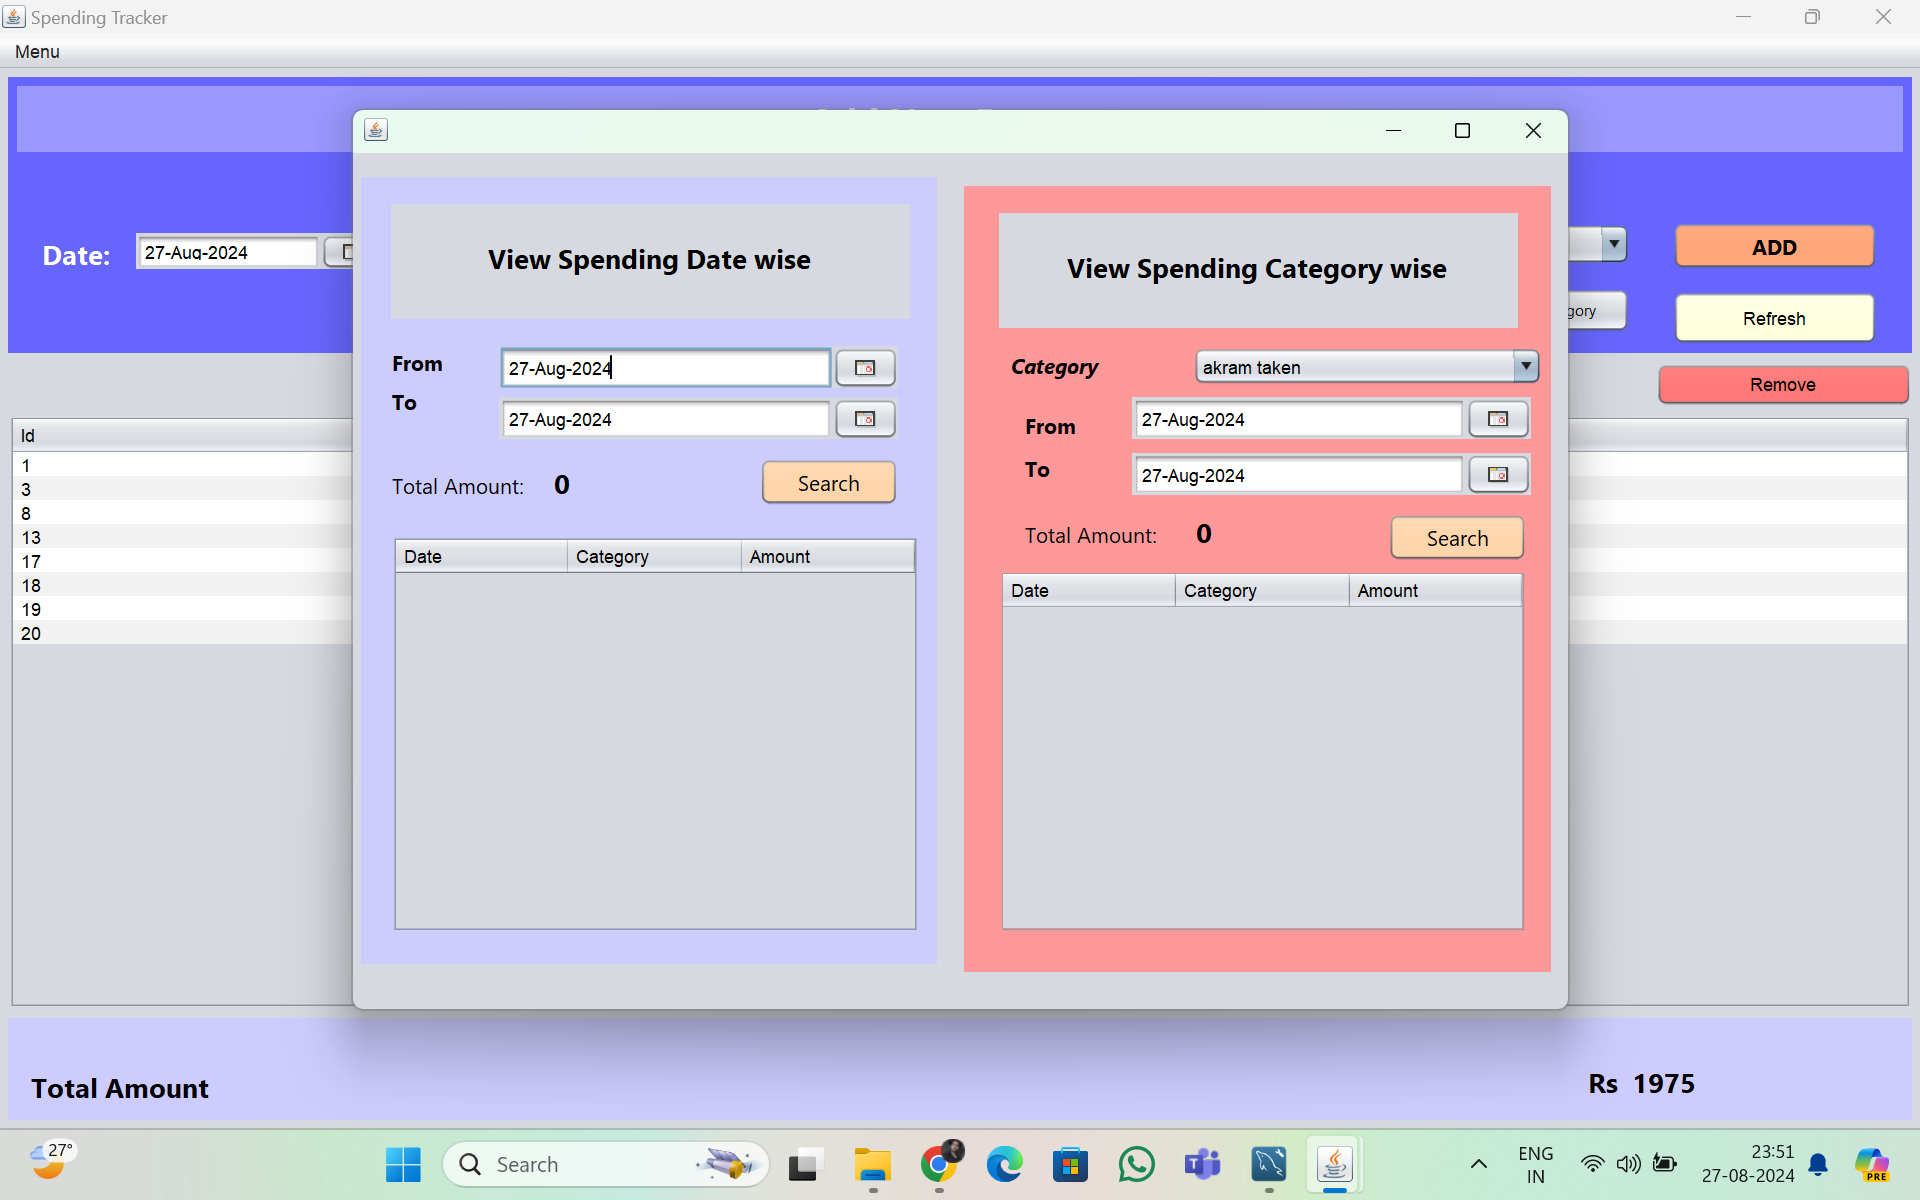 Spending Tracker
Menu
Date:
27-Aug-2024
ADD
gory
Refresh
Remove
Id
1
3
8
13
17
18
19
20
View Spending Date wise
From
27-Aug-2024
To
27-Aug-2024
Total Amount: 0
Search
Date Category Amount
View Spending Category wise
Category
akram taken
From
27-Aug-2024
To
27-Aug-2024
Total Amount: 0
Search
Date Category Amount
Total Amount
Rs 1975
27°
Search
ENG
IN
23:51
27-08-2024
PRE